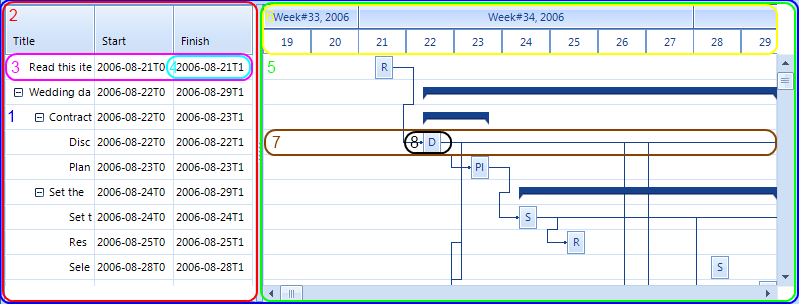 2
Week#33, 2006 Week#34, 2006
Title Start Finish 19 20 21 22 23 24 25 26 27 28 29
3 Read this ite 2006-08-21T0 4 2006-08-21T1 5 R
Wedding da 2006-08-22T0 2006-08-29T1
1 Contract 2006-08-22T0 2006-08-23T1
Disc 2006-08-22T0 2006-08-22T1 7 8 D
Plan 2006-08-23T0 2006-08-23T1 Pl
Set the 2006-08-24T0 2006-08-29T1
Set t 2006-08-24T0 2006-08-24T1 S
Res 2006-08-25T0 2006-08-25T1 R
Sele 2006-08-28T0 2006-08-28T1 S